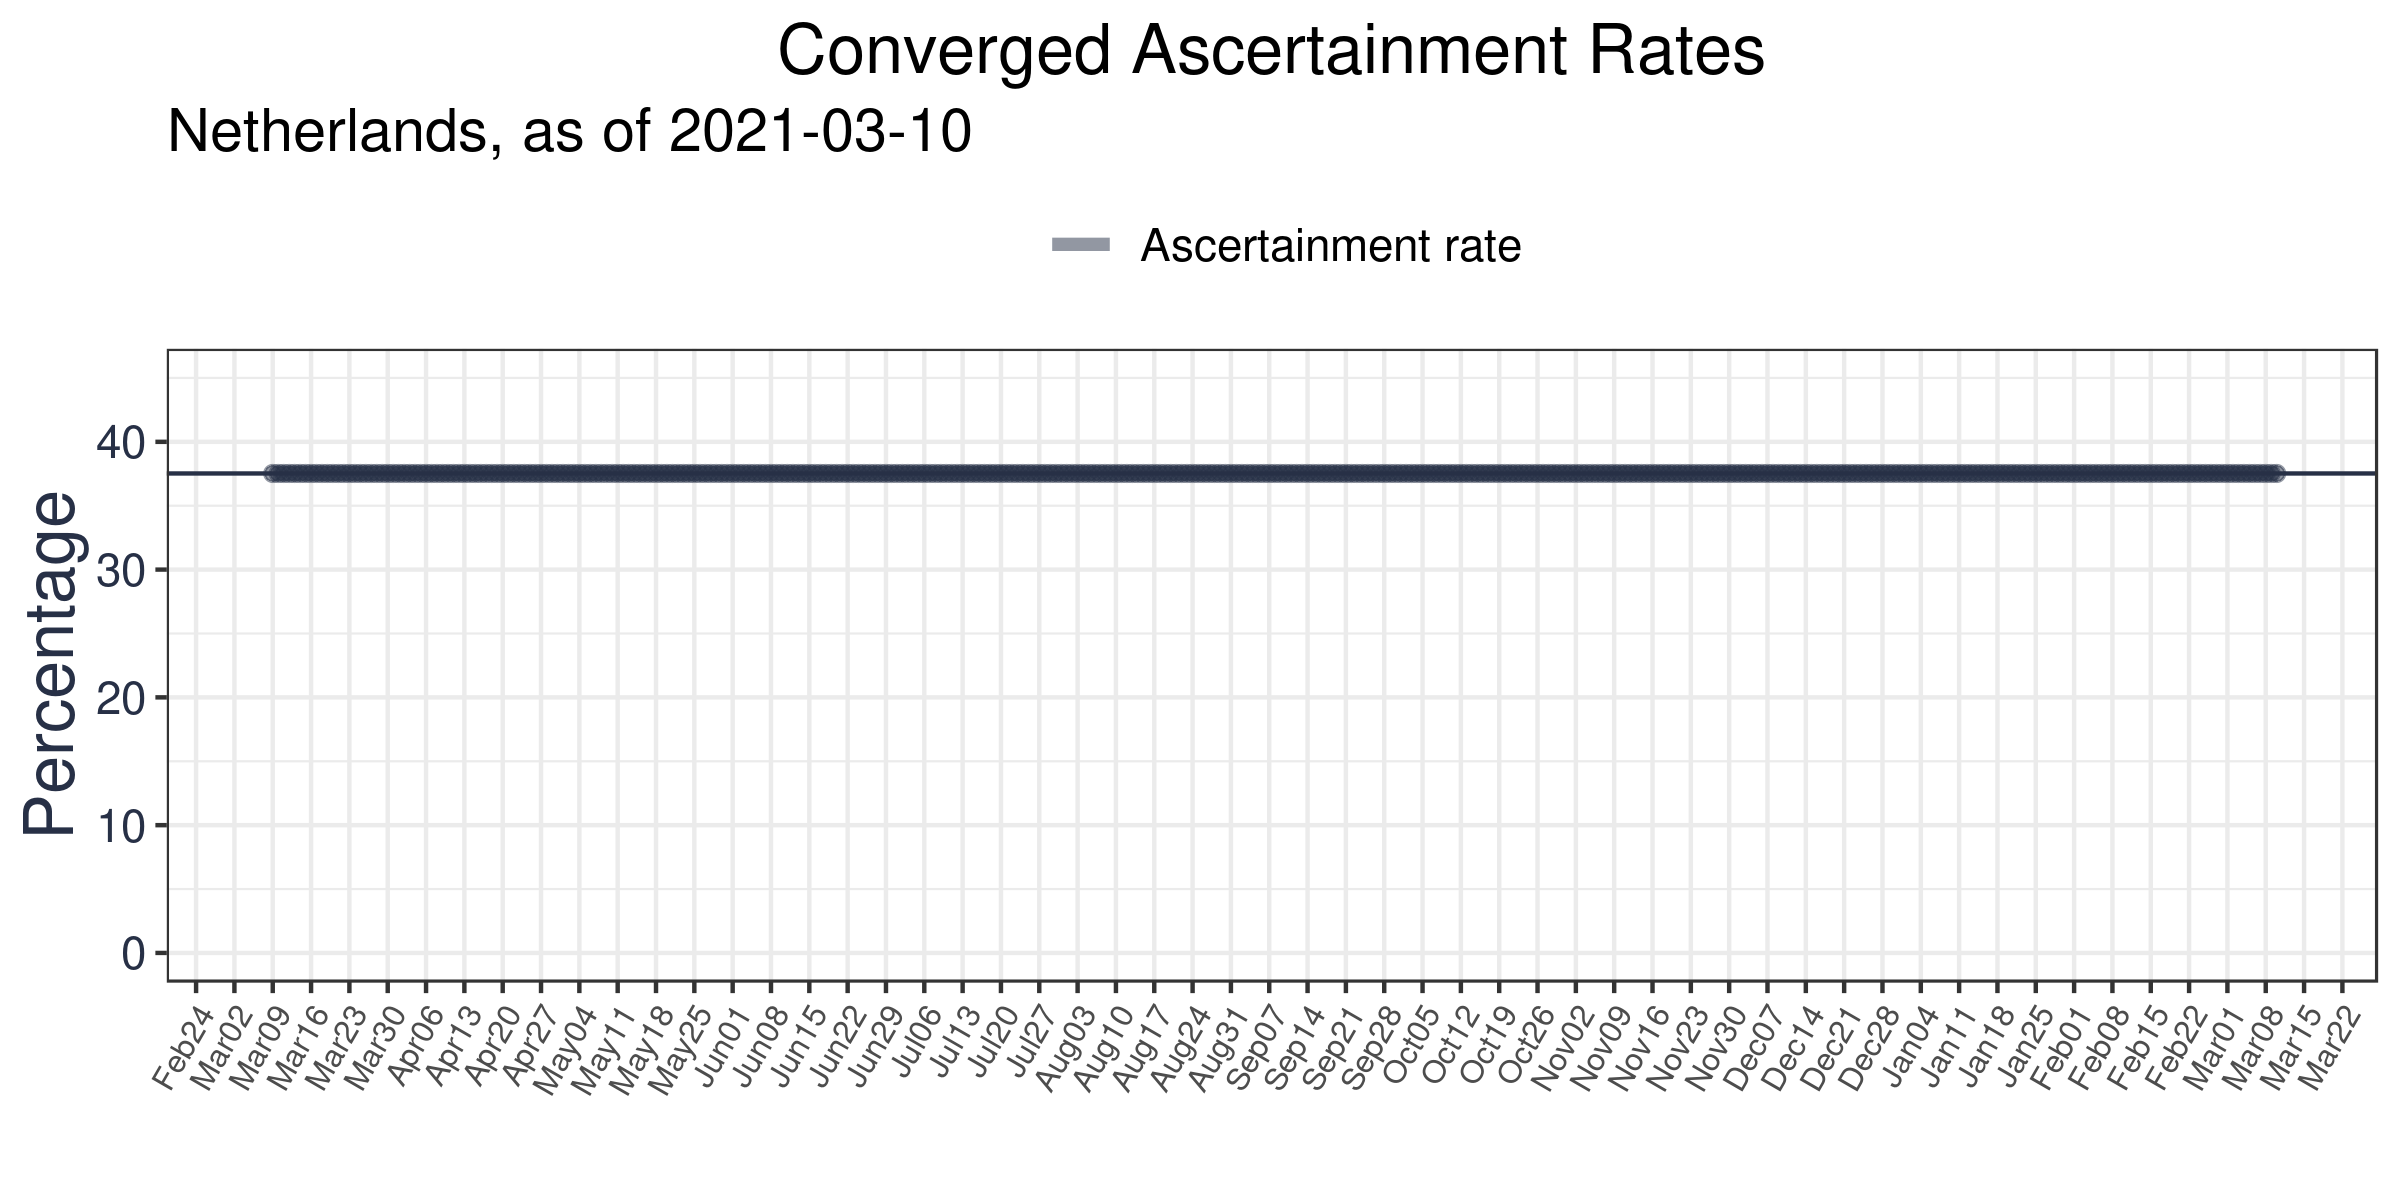 Converged Ascertainment Rates
Netherlands, as of 2021-03-10
Ascertainment rate
Percentage
40
30
20
10
0
Feb24 Mar02 Mar09 Mar16 Mar23 Mar30 Apr06 Apr13 Apr20 Apr27 May04 May11 May18 May25 Jun01 Jun08 Jun15 Jun22 Jun29 Jul06 Jul13 Jul20 Jul27 Aug03 Aug10 Aug17 Aug24 Aug31 Sep07 Sep14 Sep21 Sep28 Oct05 Oct12 Oct19 Oct26 Nov02 Nov09 Nov16 Nov23 Nov30 Dec07 Dec14 Dec21 Dec28 Jan04 Jan11 Jan18 Jan25 Feb01 Feb08 Feb15 Feb22 Mar01 Mar08 Mar15 Mar22